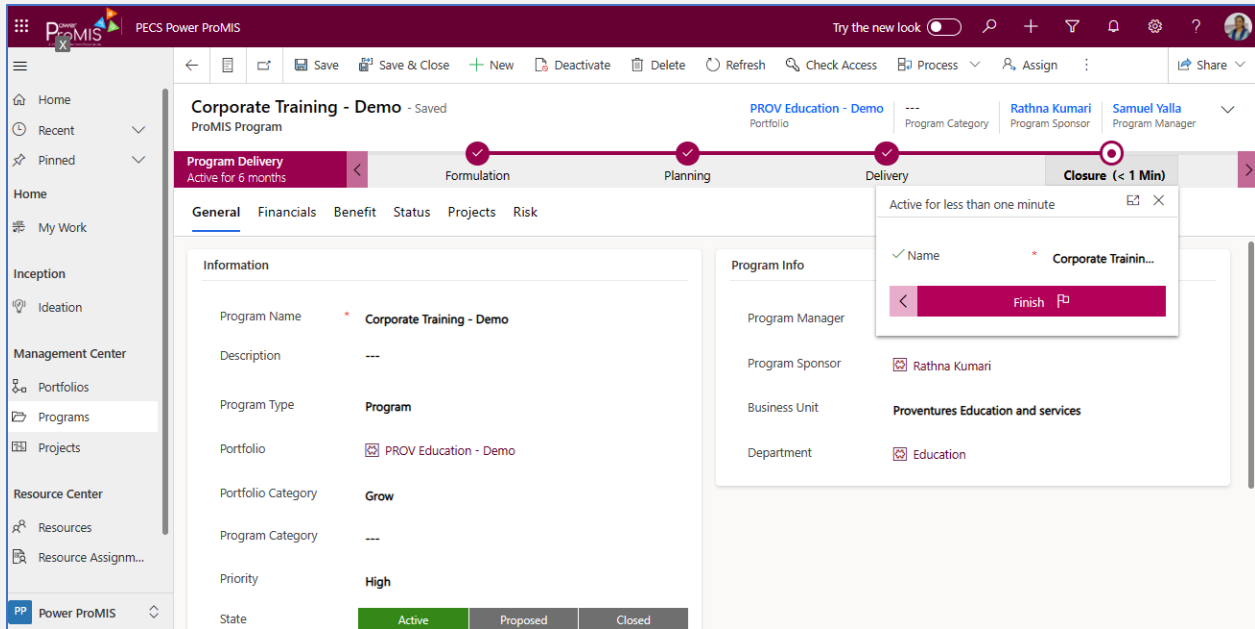 Power ProMIS PECS Power ProMIS Try the new look ?
X
Save Save & Close New Deactivate Delete Refresh Check Access Process Assign Share
Home
Recent
Pinned
Home
My Work
Inception
Ideation
Management Center
Portfolios
Programs
Projects
Resource Center
Resources
Resource Assignm...
PP Power ProMIS
Corporate Training - Demo - Saved
ProMIS Program
PROV Education - Demo
Portfolio
---
Program Category
Rathna Kumari
Program Sponsor
Samuel Yalla
Program Manager
Program Delivery
Active for 6 months
Formulation Planning Delivery Closure (< 1 Min)
General Financials Benefit Status Projects Risk
Active for less than one minute
Name * Corporate Trainin...
Finish
Information
Program Name * Corporate Training - Demo
Description ---
Program Type Program
Portfolio PROV Education - Demo
Portfolio Category Grow
Program Category ---
Priority High
State Active Proposed Closed
Program Info
Program Manager
Program Sponsor Rathna Kumari
Business Unit Proventures Education and services
Department Education